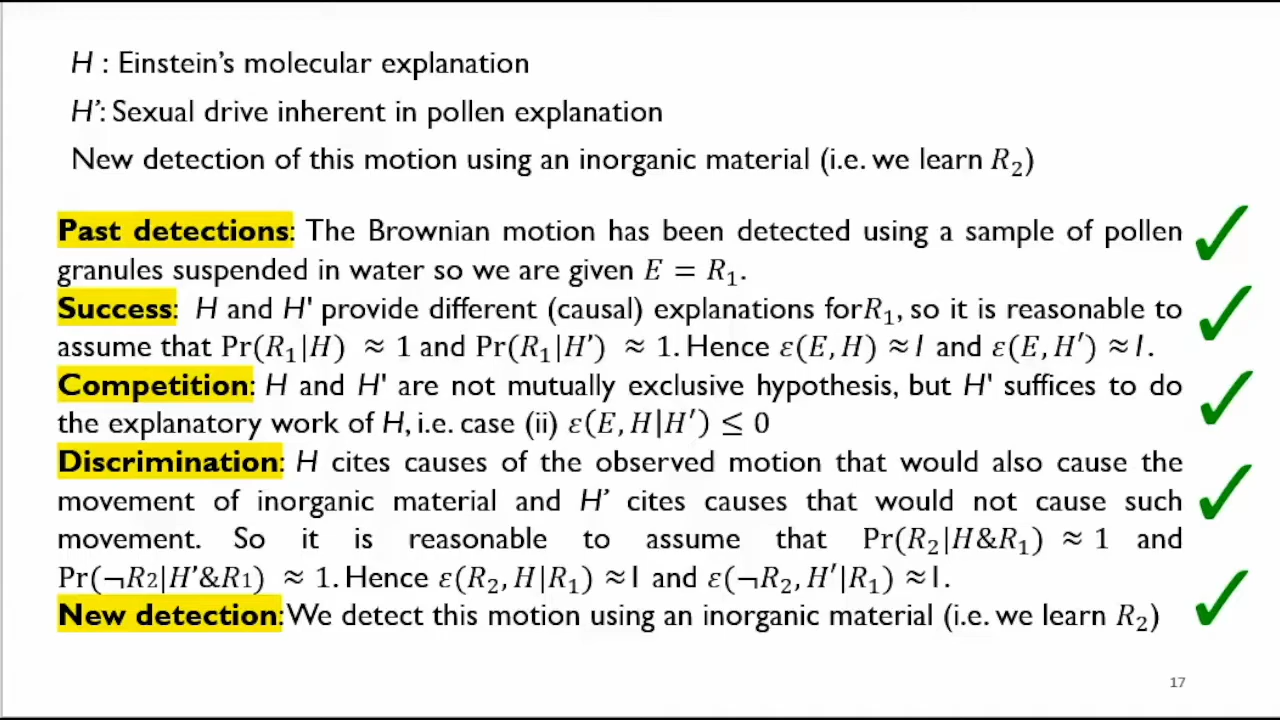 H : Einstein's molecular explanation
H': Sexual drive inherent in pollen explanation
New detection of this motion using an inorganic material (i.e. we learn R₂)
Past detections: The Brownian motion has been detected using a sample of pollen
granules suspended in water so we are given E = R₁.
Success: H and H' provide different (causal) explanations forR₁, so it is reasonable to
assume that Pr(R₁|H) ≈ 1 and Pr(R₁|H') ≈ 1. Hence ε(E, H) ≈ 1 and ε(E, H′) ≈ 1.
Competition: H and H' are not mutually exclusive hypothesis, but H' suffices to do
the explanatory work of H, i.e. case (ii) ε(E, H|H′) ≤ 0
Discrimination: H cites causes of the observed motion that would also cause the
movement of inorganic material and H' cites causes that would not cause such
movement. So it is reasonable to assume that Pr(R₂|H&R₁) ≈ 1 and
Pr(¬R2|H'&R1) ≈ 1. Hence ε(R₂, H|R₁) ≈1 and ε(¬R₂, H′|R₁) ≈1.
New detection: We detect this motion using an inorganic material (i.e. we learn R₂)
17